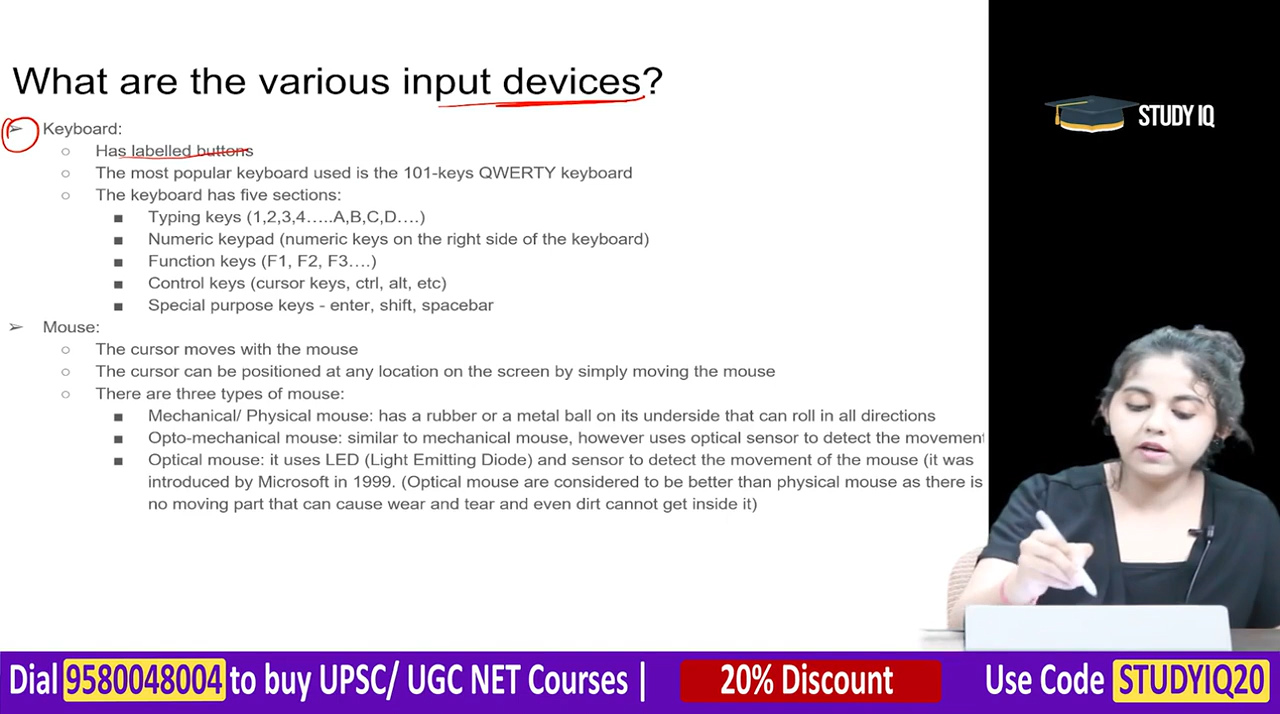 What are the various input devices?
➢ Keyboard:
○ Has labelled buttons
○ The most popular keyboard used is the 101-keys QWERTY keyboard
○ The keyboard has five sections:
■ Typing keys (1,2,3,4…..A,B,C,D….)
■ Numeric keypad (numeric keys on the right side of the keyboard)
■ Function keys (F1, F2, F3….)
■ Control keys (cursor keys, ctrl, alt, etc)
■ Special purpose keys - enter, shift, spacebar
➢ Mouse:
○ The cursor moves with the mouse
○ The cursor can be positioned at any location on the screen by simply moving the mouse
○ There are three types of mouse:
■ Mechanical/ Physical mouse: has a rubber or a metal ball on its underside that can roll in all directions
■ Opto-mechanical mouse: similar to mechanical mouse, however uses optical sensor to detect the movement
■ Optical mouse: it uses LED (Light Emitting Diode) and sensor to detect the movement of the mouse (it was
introduced by Microsoft in 1999. (Optical mouse are considered to be better than physical mouse as there is
no moving part that can cause wear and tear and even dirt cannot get inside it)
STUDY IQ
Dial 9580048004 to buy UPSC/ UGC NET Courses | 20% Discount Use Code STUDYIQ20